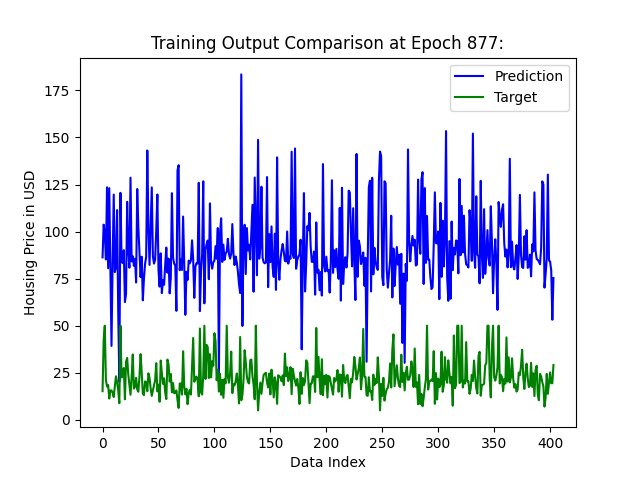 Training Output Comparison at Epoch 877:
Prediction
Target
Housing Price in USD
175
150
125
100
75
50
25
0
0 50 100 150 200 250 300 350 400
Data Index